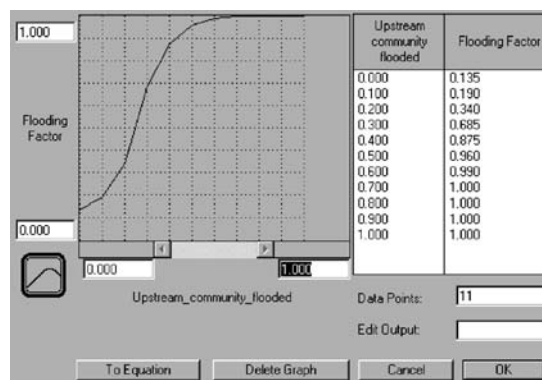 1.000
Flooding
Factor
0.000
0.000
1.000
Upstream_community_flooded
Upstream
community
flooded
Flooding Factor
0.000 0.135
0.100 0.190
0.200 0.340
0.300 0.685
0.400 0.875
0.500 0.960
0.600 0.990
0.700 1.000
0.800 1.000
0.900 1.000
1.000 1.000
Data Points: 11
Edit Output:
To Equation
Delete Graph
Cancel
OK